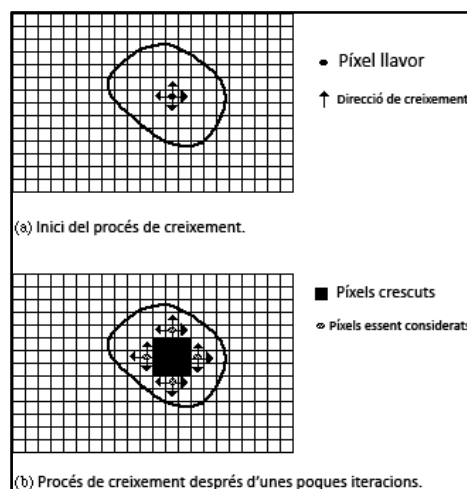 Píxel llavor
Direcció de creixement
(a) Inici del procés de creixement.
Píxels crescuts
Píxels essent considerats
(b) Procés de creixement després d'unes poques iteracions.